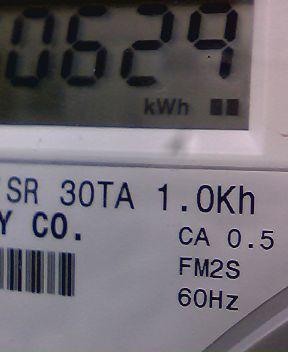 0629
kWh
SR 30TA 1.0Kh
Y CO.
CA 0.5
FM2S
60Hz